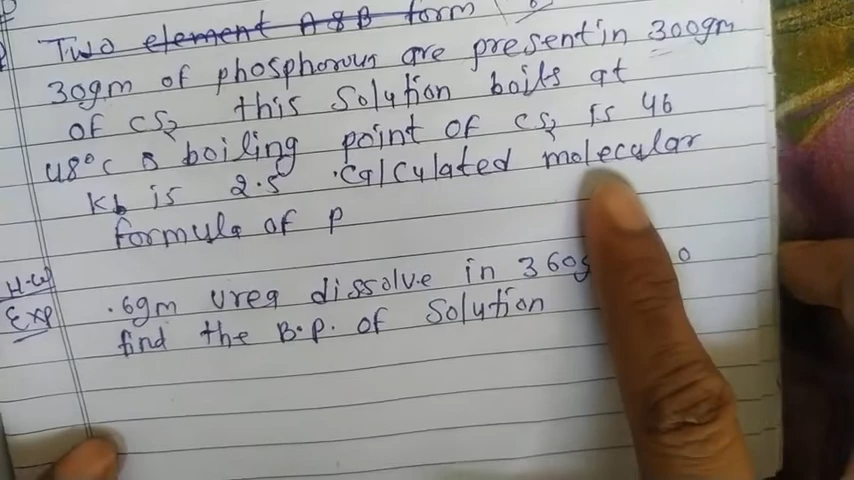 Two element A & B form
30gm of phosphorous are present in 300gm
of CS2 this Solution boils at
48°C & boiling point of CS2 is 46
Kb is 2.5 Calculated molecular
formula of P
H.W
Exp .6gm Urea dissolve in 360g
find the B.P. of Solution